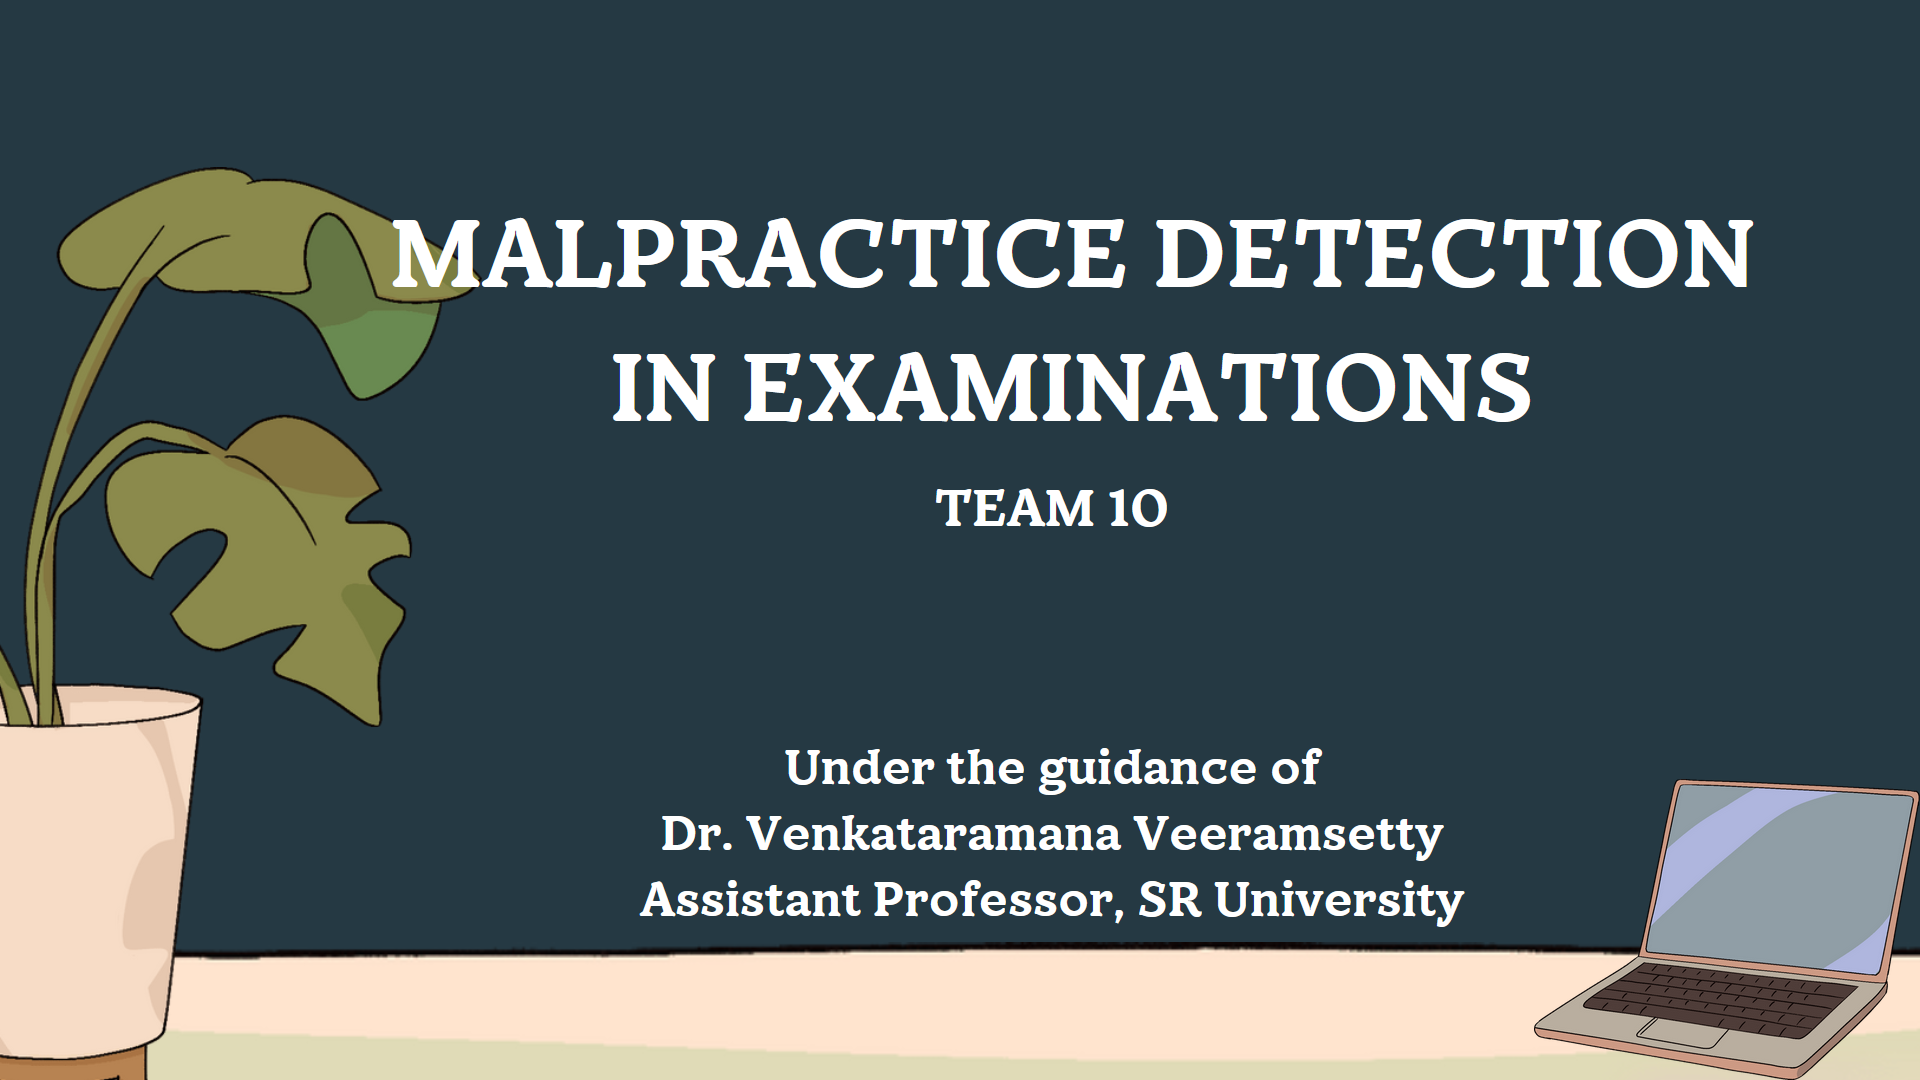 MALPRACTICE DETECTION
IN EXAMINATIONS
TEAM 10
Under the guidance of
Dr. Venkataramana Veeramsetty
Assistant Professor, SR University